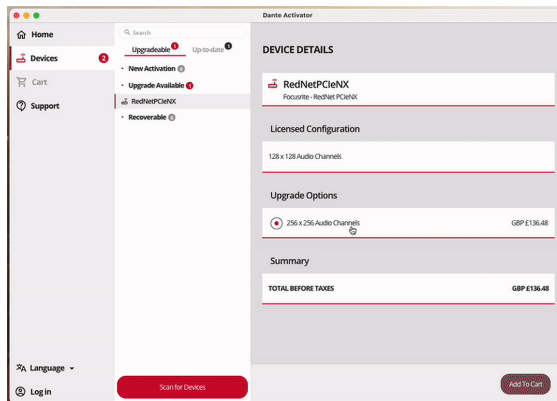 Dante Activator
Home
Devices
2
Cart
Support
Language
Log in
Search
Upgradeable 1
Up-to-date 0
New Activation 0
Upgrade Available 1
RedNetPCIeNX
Recoverable 0
Scan for Devices
DEVICE DETAILS
RedNetPCIeNX
Focusrite - RedNet PCIeNX
Licensed Configuration
128 x 128 Audio Channels
Upgrade Options
256 x 256 Audio Channels GBP £136.48
Summary
TOTAL BEFORE TAXES GBP £136.48
Add To Cart